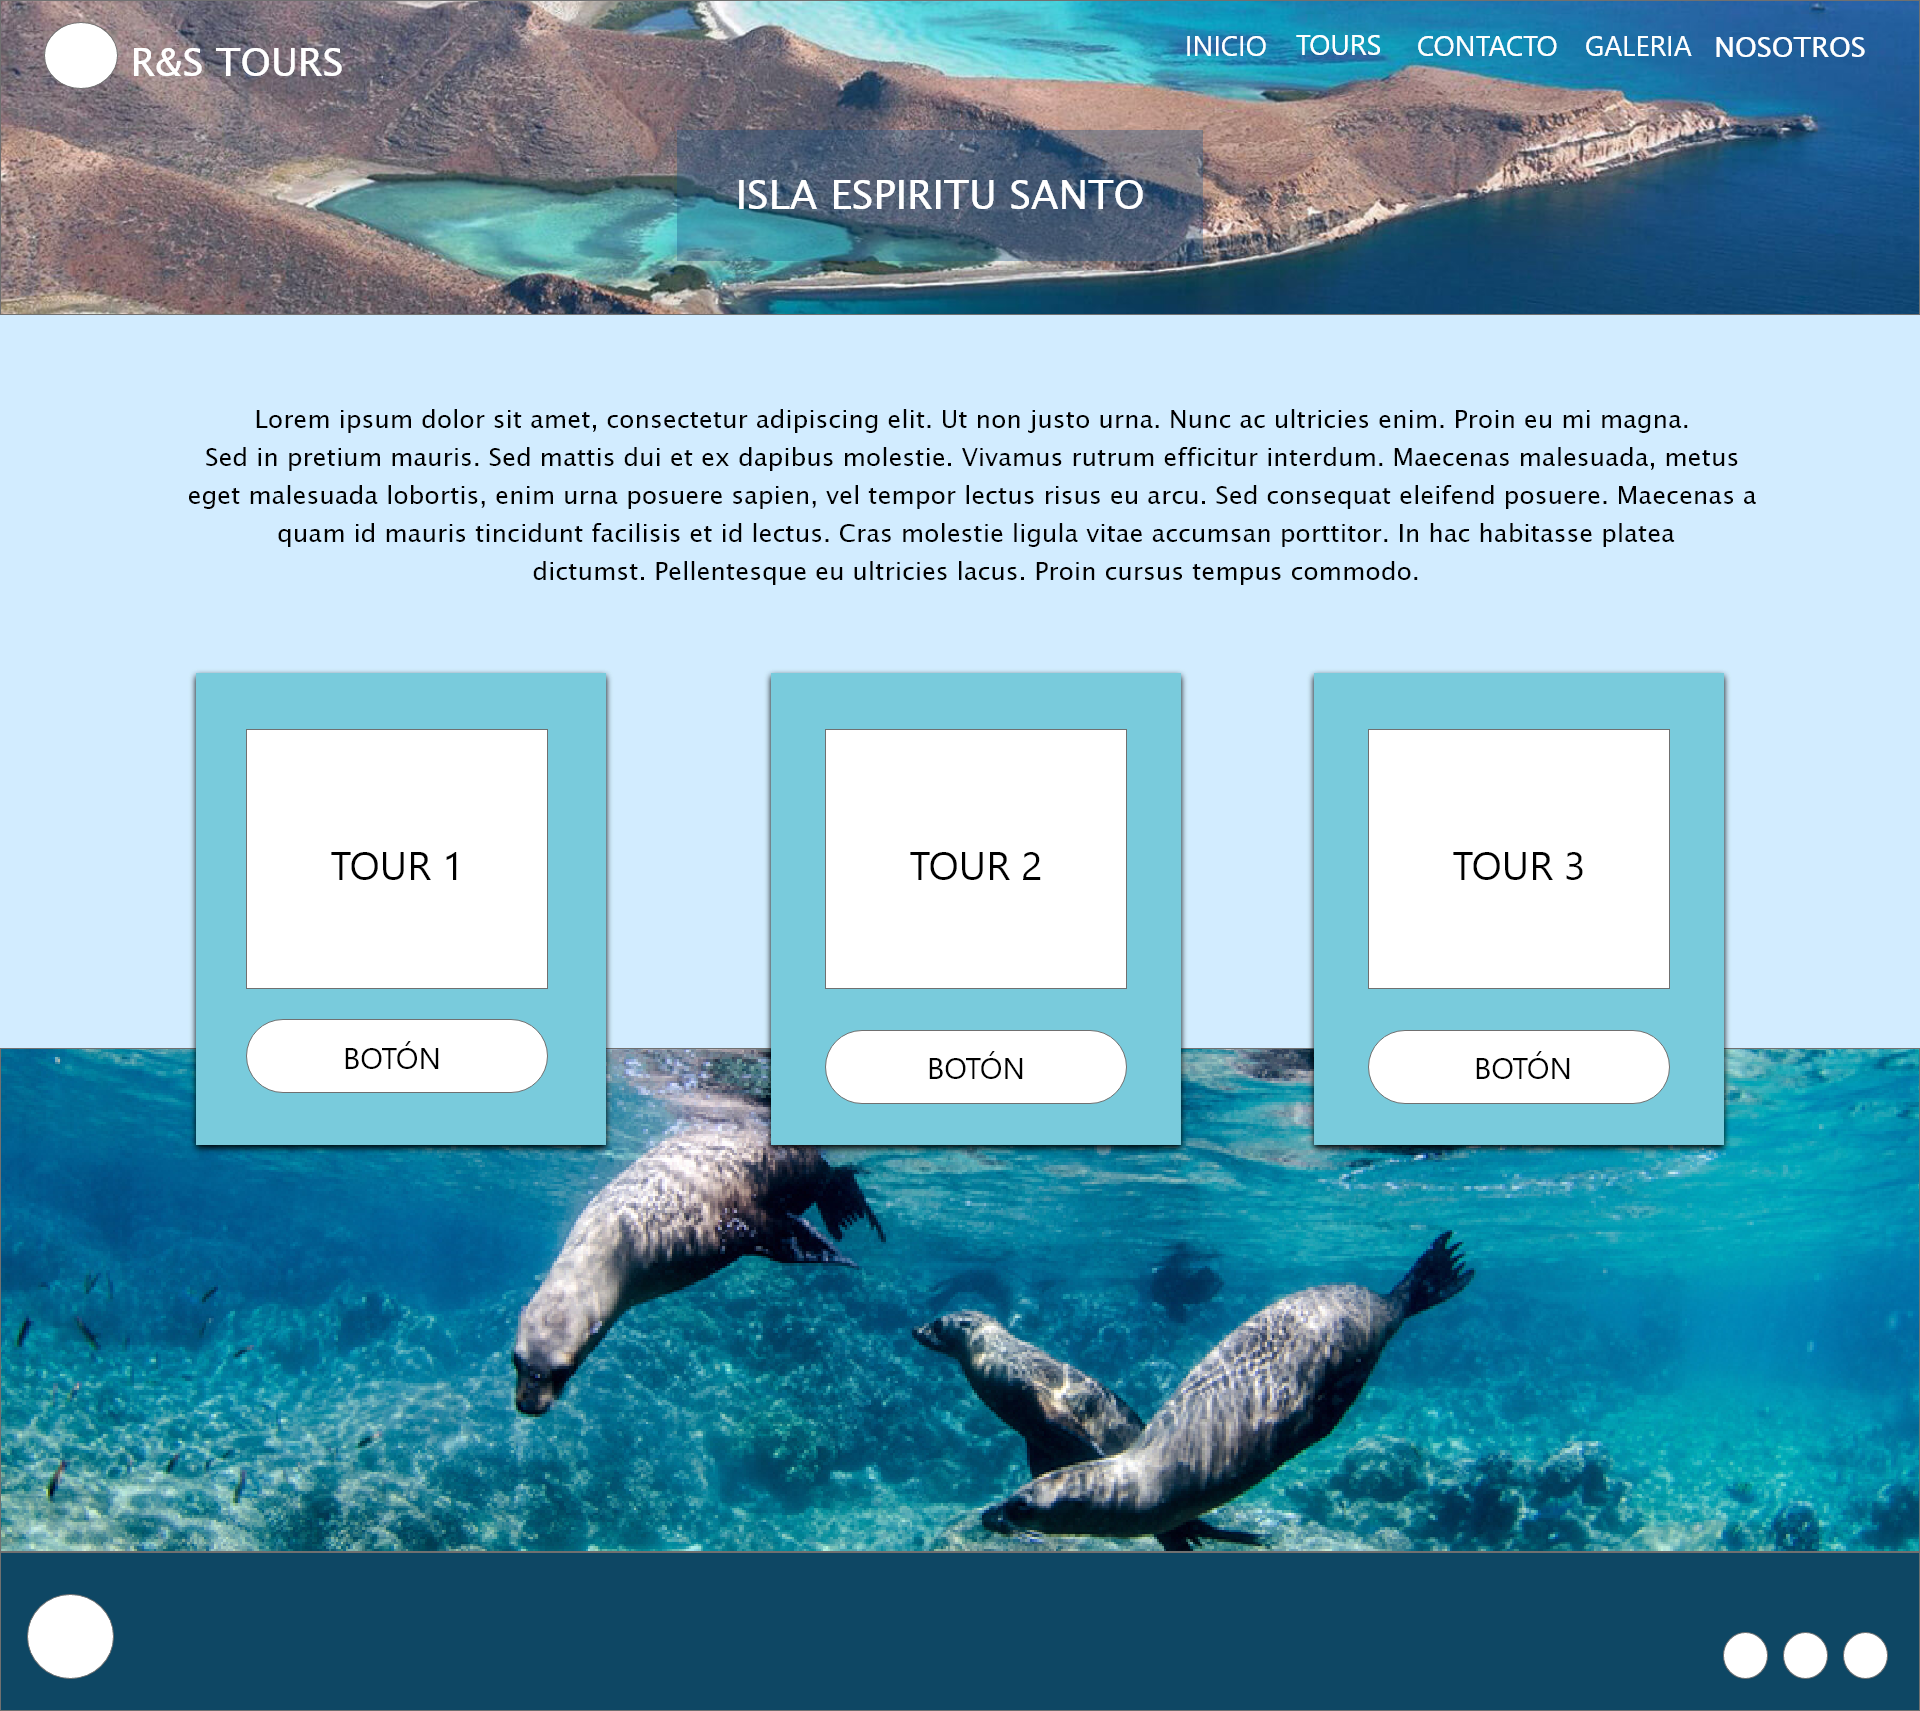 R&S TOURS
INICIO TOURS CONTACTO GALERIA NOSOTROS
ISLA ESPIRITU SANTO
Lorem ipsum dolor sit amet, consectetur adipiscing elit. Ut non justo urna. Nunc ac ultricies enim. Proin eu mi magna.
Sed in pretium mauris. Sed mattis dui et ex dapibus molestie. Vivamus rutrum efficitur interdum. Maecenas malesuada, metus
eget malesuada lobortis, enim urna posuere sapien, vel tempor lectus risus eu arcu. Sed consequat eleifend posuere. Maecenas a
quam id mauris tincidunt facilisis et id lectus. Cras molestie ligula vitae accumsan porttitor. In hac habitasse platea
dictumst. Pellentesque eu ultricies lacus. Proin cursus tempus commodo.
TOUR 1
BOTÓN
TOUR 2
BOTÓN
TOUR 3
BOTÓN